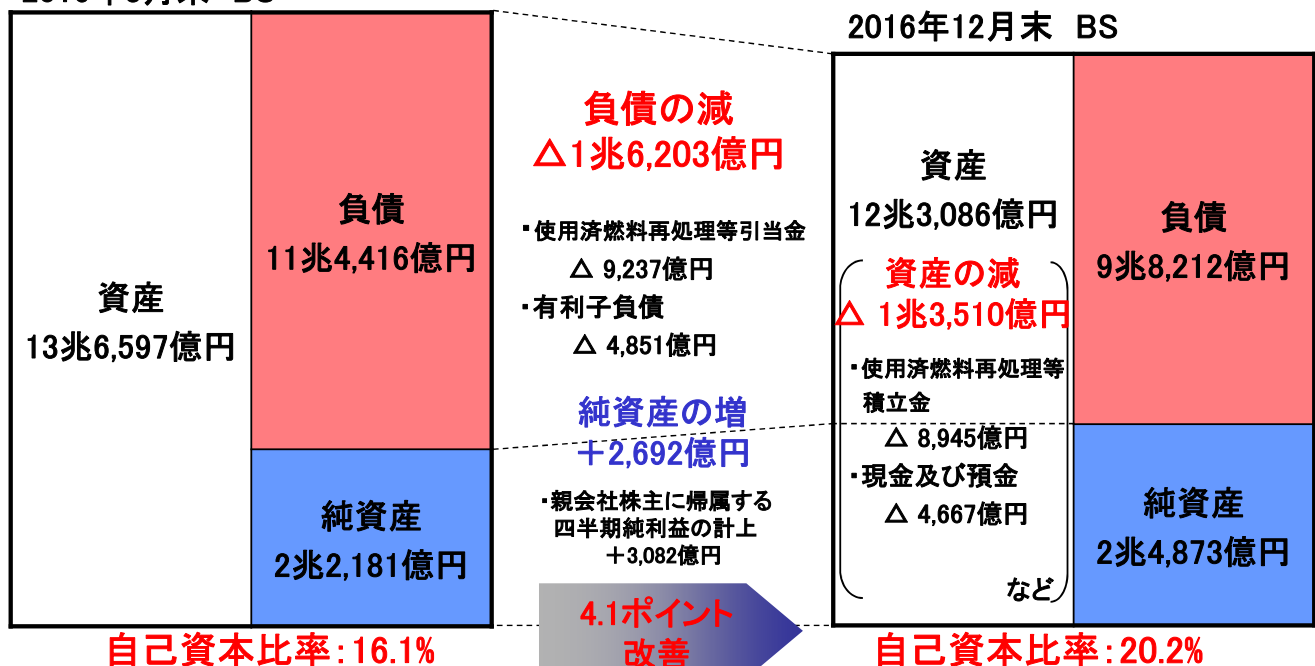 2016年12月末 BS
資産
13兆6,597億円
負債
11兆4,416億円
純資産
2兆2,181億円
自己資本比率:16.1%
負債の減
△1兆6,203億円
・使用済燃料再処理等引当金
△ 9,237億円
・有利子負債
△ 4,851億円
純資産の増
+2,692億円
・親会社株主に帰属する
四半期純利益の計上
+3,082億円
4.1ポイント
改善
資産
12兆3,086億円
資産の減
△ 1兆3,510億円
・使用済燃料再処理等
積立金
△ 8,945億円
・現金及び預金
△ 4,667億円
など
負債
9兆8,212億円
純資産
2兆4,873億円
自己資本比率:20.2%